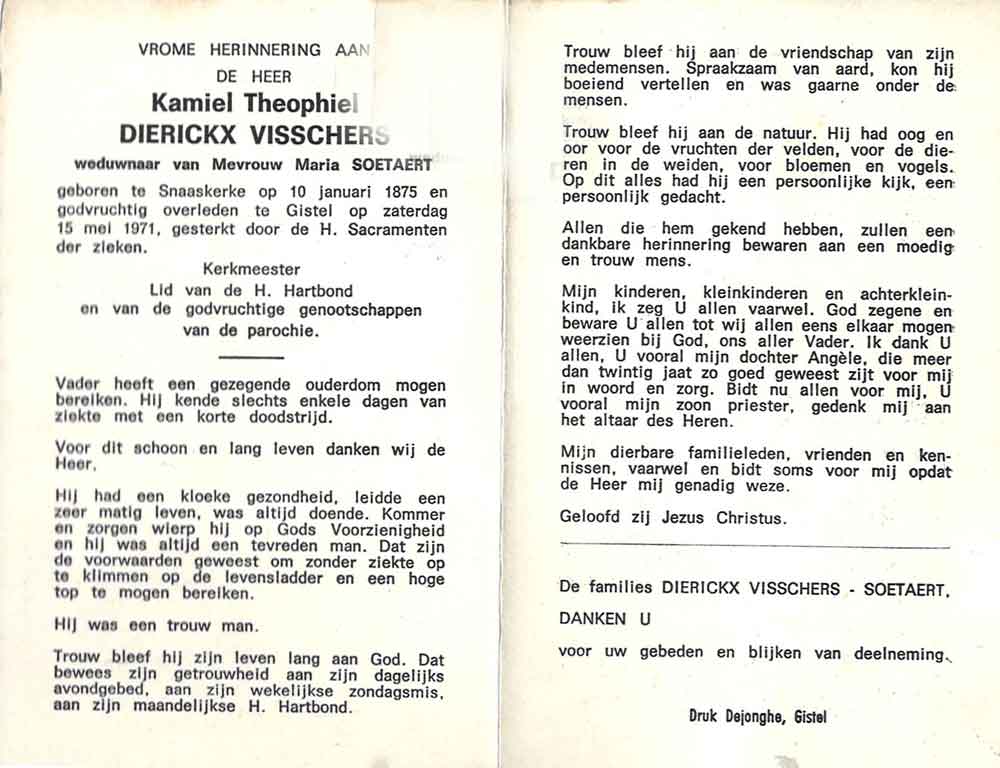 VROME HERINNERING AAN
DE HEER
Kamiel Theophiel
DIERICKX VISSCHERS
weduwnaar van Mevrouw Maria SOETAERT
geboren te Snaaskerke op 10 januari 1875 en
godvruchtig overleden te Gistel op zaterdag
15 mei 1971, gesterkt door de H. Sacramenten
der zieken.
Kerkmeester
Lid van de H. Hartbond
en van de godvruchtige genootschappen
van de parochie.
Vader heeft een gezegende ouderdom mogen
bereiken. Hij kende slechts enkele dagen van
ziekte met een korte doodstrijd.
Voor dit schoon en lang leven danken wij de
Heer.
Hij had een kloeke gezondheid, leidde een
zeer matig leven, was altijd doende. Kommer
en zorgen wierp hij op Gods Voorzienigheid
en hij was altijd een tevreden man. Dat zijn
de voorwaarden geweest om zonder ziekte op
te klimmen op de levensladder en een hoge
top te mogen bereiken.
Hij was een trouw man.
Trouw bleef hij zijn leven lang aan God. Dat
bewees zijn getrouwheid aan zijn dagelijks
avondgebed, aan zijn wekelijkse zondagsmis,
aan zijn maandelijkse H. Hartbond.
Trouw bleef hij aan de vriendschap van zijn
medemensen. Spraakzaam van aard, kon hij
boeiend vertellen en was gaarne onder de
mensen.
Trouw bleef hij aan de natuur. Hij had oog en
oor voor de vruchten der velden, voor de die-
ren in de weiden, voor bloemen en vogels.
Op dit alles had hij een persoonlijke kijk, een
persoonlijk gedacht.
Allen die hem gekend hebben, zullen een
dankbare herinnering bewaren aan een moedig
en trouw mens.
Mijn kinderen, kleinkinderen en achterklein-
kind, ik zeg U allen vaarwel. God zegene en
beware U allen tot wij allen eens elkaar mogen
weerzien bij God, ons aller Vader. Ik dank U
allen, U vooral mijn dochter Angèle, die meer
dan twintig jaat zo goed geweest zijt voor mij
in woord en zorg. Bidt nu allen voor mij, U
vooral mijn zoon priester, gedenk mij aan
het altaar des Heren.
Mijn dierbare familieleden, vrienden en ken-
nissen, vaarwel en bidt soms voor mij opdat
de Heer mij genadig weze.
Geloofd zij Jezus Christus.
De families DIERICKX VISSCHERS - SOETAERT,
DANKEN U
voor uw gebeden en blijken van deelneming.
Druk Dejonghe, Gistel